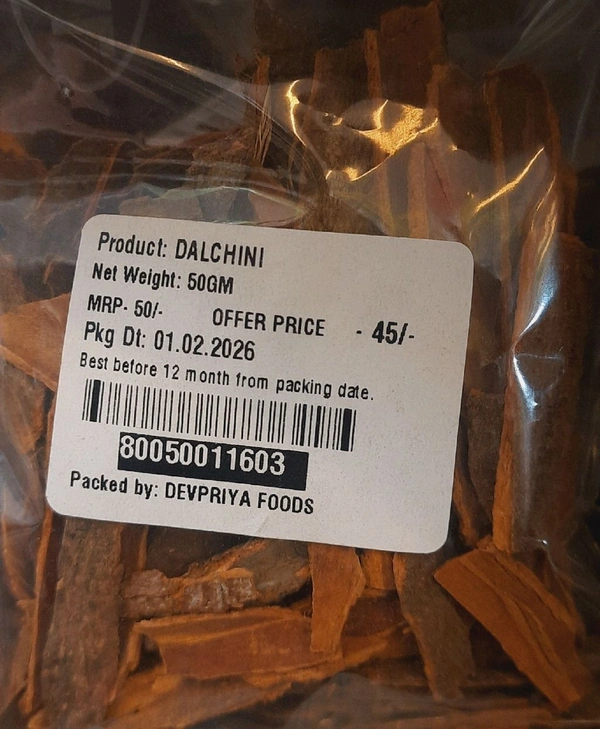 Product: DALCHINI
Net Weight: 50GM
MRP- 50/- OFFER PRICE - 45/-
Pkg Dt: 01.02.2026
Best before 12 month from packing date.
80050011603
Packed by: DEVPRIYA FOODS